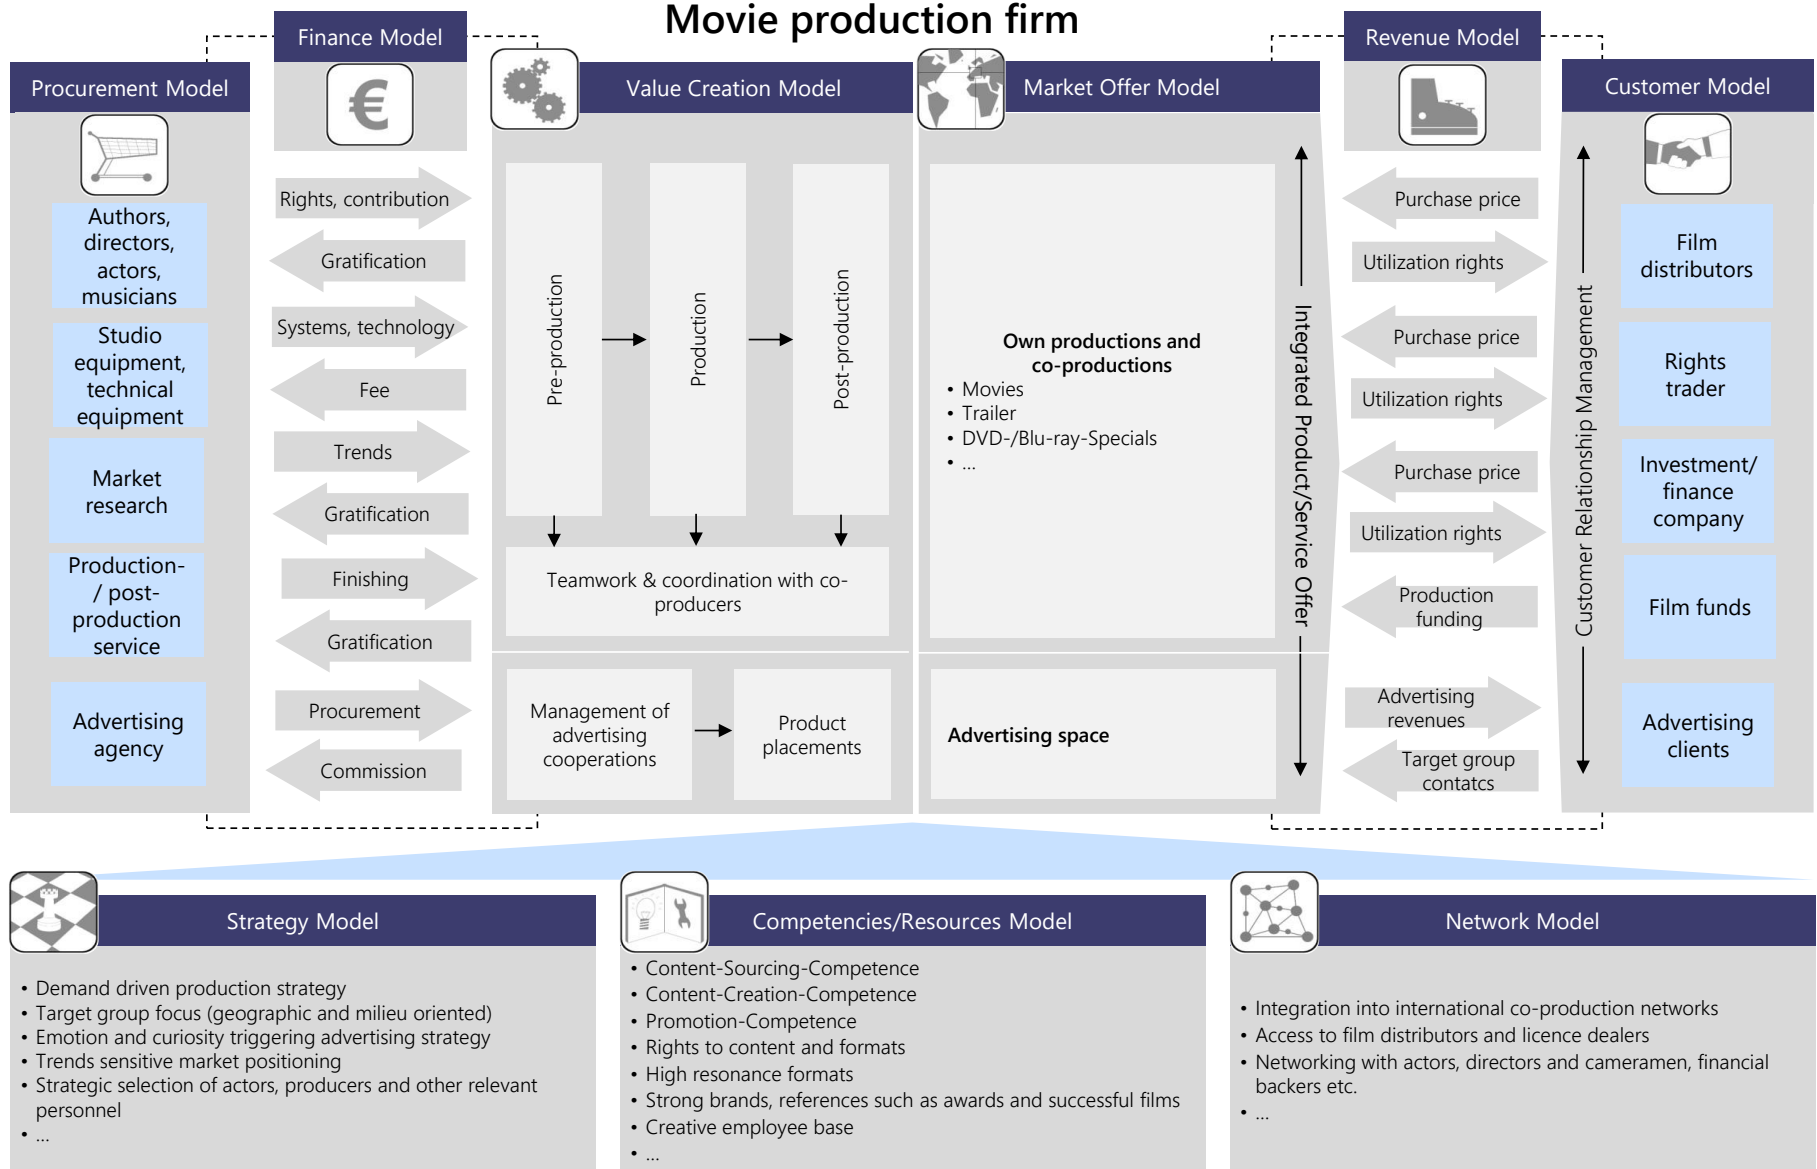 Movie production firm
Finance Model
Revenue Model
Procurement Model
Value Creation Model
Market Offer Model
Customer Model
€
Authors,
directors,
actors,
musicians
Studio
equipment,
technical
equipment
Market
research
Production-
/ post-
production
service
Advertising
agency
Rights, contribution
Gratification
Systems, technology
Fee
Trends
Gratification
Finishing
Gratification
Procurement
Commission
Pre-production
Production
Post-production
Teamwork & coordination with co-
producers
Management of
advertising
cooperations
Product
placements
Own productions and
co-productions
• Movies
• Trailer
• DVD-/Blu-ray-Specials
• ...
Advertising space
Integrated Product/Service Offer
Purchase price
Utilization rights
Purchase price
Utilization rights
Purchase price
Utilization rights
Production
funding
Advertising
revenues
Target group
contatcs
Customer Relationship Management
Film
distributors
Rights
trader
Investment/
finance
company
Film funds
Advertising
clients
Strategy Model
• Demand driven production strategy
• Target group focus (geographic and milieu oriented)
• Emotion and curiosity triggering advertising strategy
• Trends sensitive market positioning
• Strategic selection of actors, producers and other relevant
personnel
• ...
Competencies/Resources Model
• Content-Sourcing-Competence
• Content-Creation-Competence
• Promotion-Competence
• Rights to content and formats
• High resonance formats
• Strong brands, references such as awards and successful films
• Creative employee base
• ...
Network Model
• Integration into international co-production networks
• Access to film distributors and licence dealers
• Networking with actors, directors and cameramen, financial
backers etc.
• ...